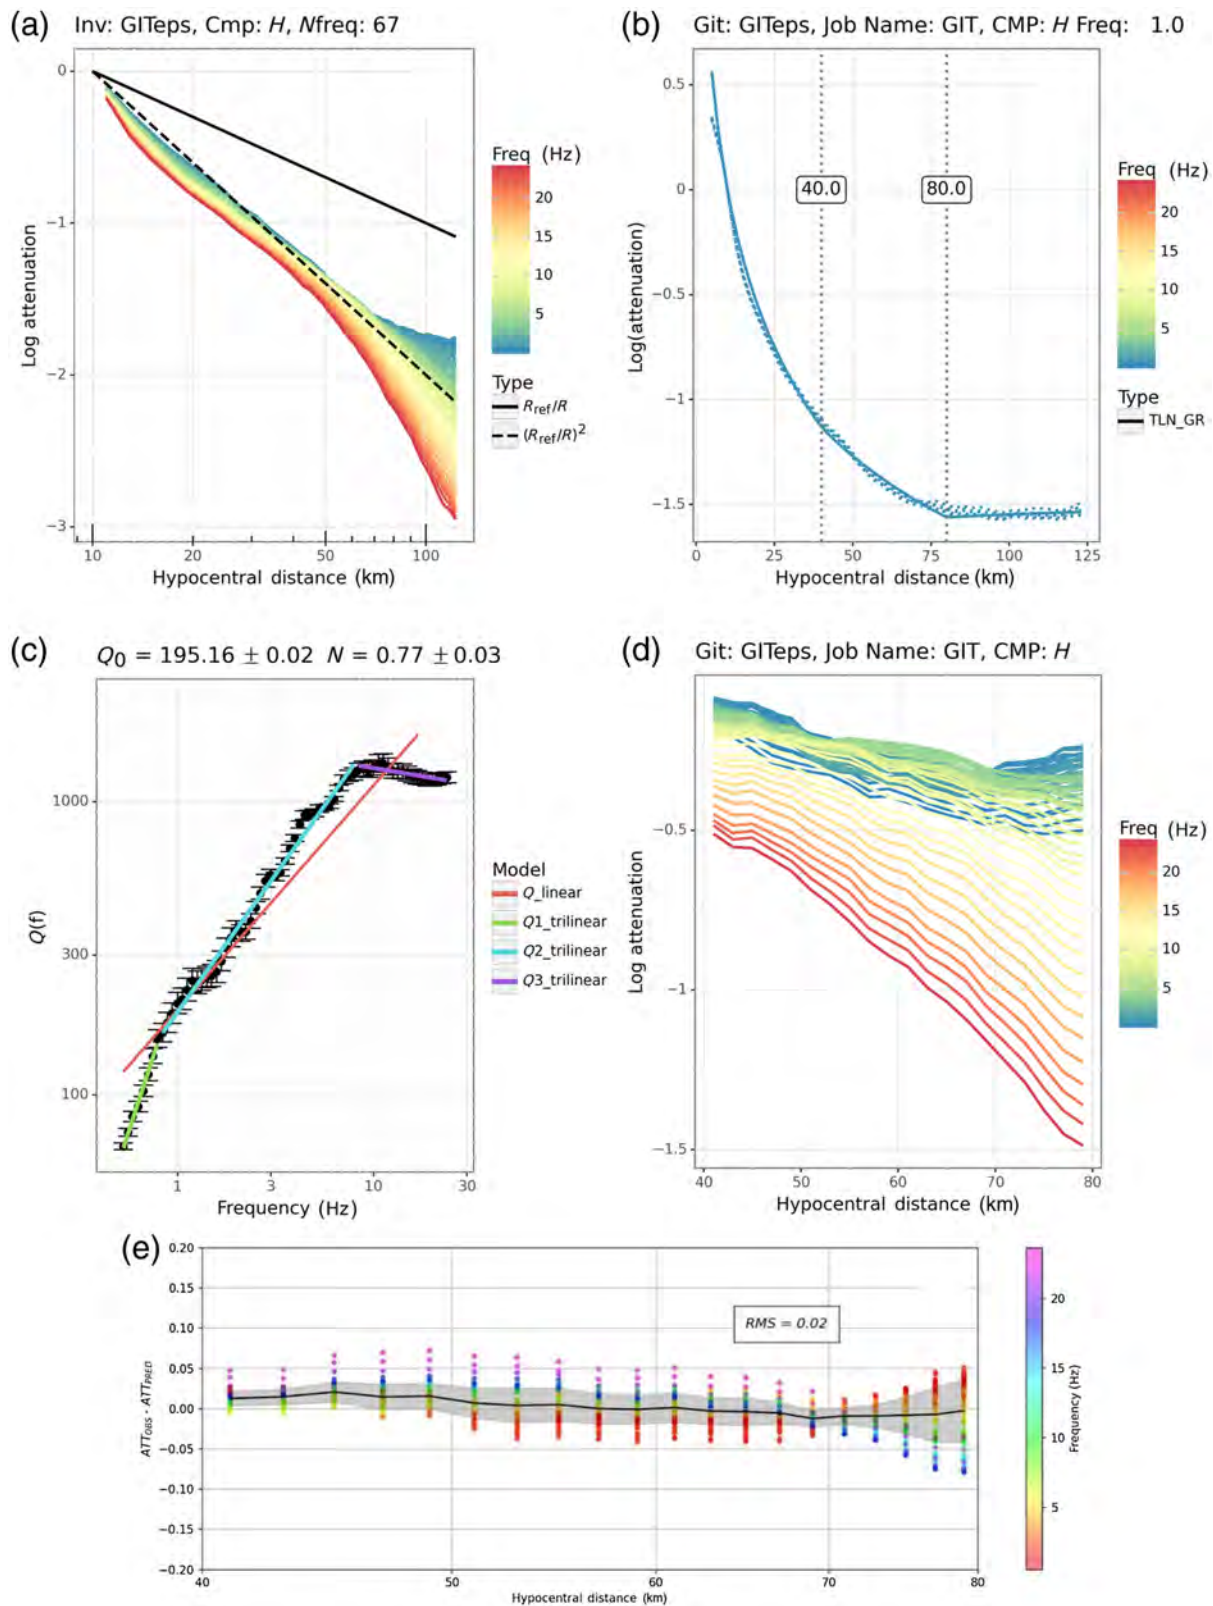 (a) Inv: GITeps, Cmp: H, Nfreq: 67
0
−1
−2
−3
Log attenuation
10 20 50 100
Hypocentral distance (km)
Freq (Hz)
20
15
10
5
Type
R_ref/R
(R_ref/R)²
(b) Git: GITeps, Job Name: GIT, CMP: H Freq: 1.0
0.5
0
−0.5
−1
−1.5
Log(attenuation)
40.0 80.0
0 25 50 75 100 125
Hypocentral distance (km)
Freq (Hz)
20
15
10
5
Type
TLN_GR
(c) Q₀ = 195.16 ± 0.02 N = 0.77 ± 0.03
1000
300
100
Q(f)
1 3 10 30
Frequency (Hz)
Model
Q_linear
Q1_trilinear
Q2_trilinear
Q3_trilinear
(d) Git: GITeps, Job Name: GIT, CMP: H
−0.5
−1
−1.5
Log attenuation
40 50 60 70 80
Hypocentral distance (km)
Freq (Hz)
20
15
10
5
(e)
0.20
0.15
0.10
0.05
0.00
−0.05
−0.10
−0.15
−0.20
ATT_OBS - ATT_PRED
RMS = 0.02
40 50 60 70 80
Hypocentral distance (km)
20
15
10
5
Frequency (Hz)